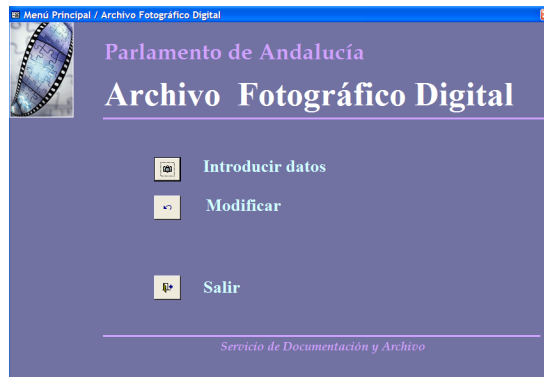 Menú Principal / Archivo Fotográfico Digital
Parlamento de Andalucía
Archivo Fotográfico Digital
Introducir datos
Modificar
Salir
Servicio de Documentación y Archivo